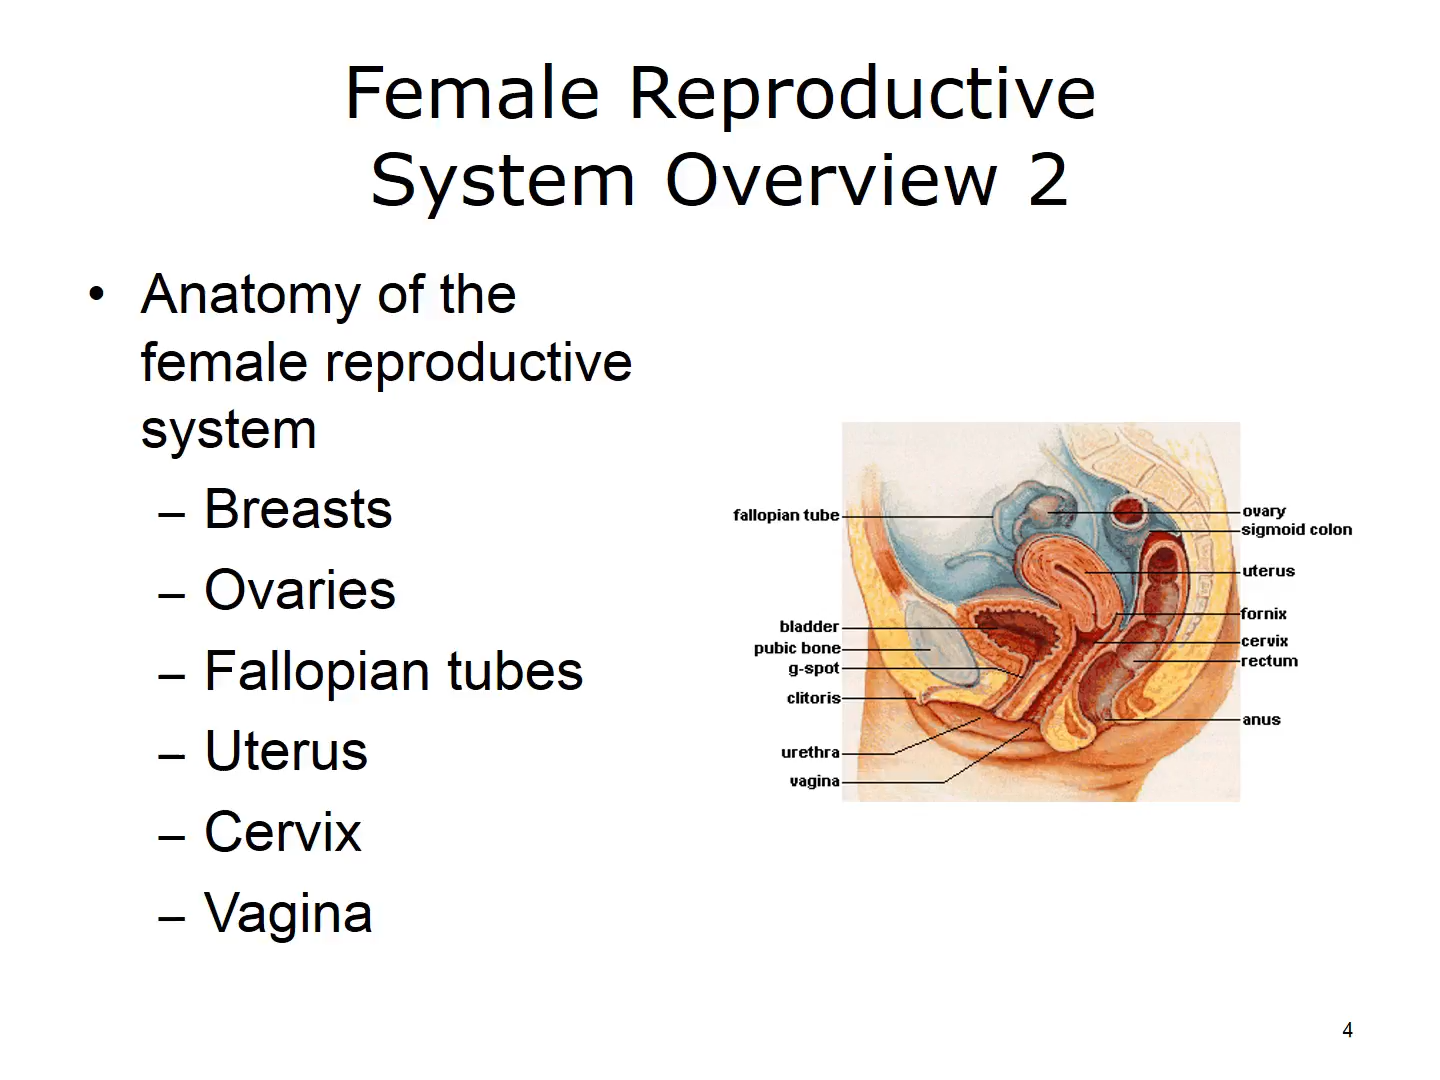 Female Reproductive
System Overview 2
• Anatomy of the
female reproductive
system
– Breasts
– Ovaries
– Fallopian tubes
– Uterus
– Cervix
– Vagina
fallopian tube
bladder
pubic bone
g-spot
clitoris
urethra
vagina
ovary
sigmoid colon
uterus
fornix
cervix
rectum
anus
4